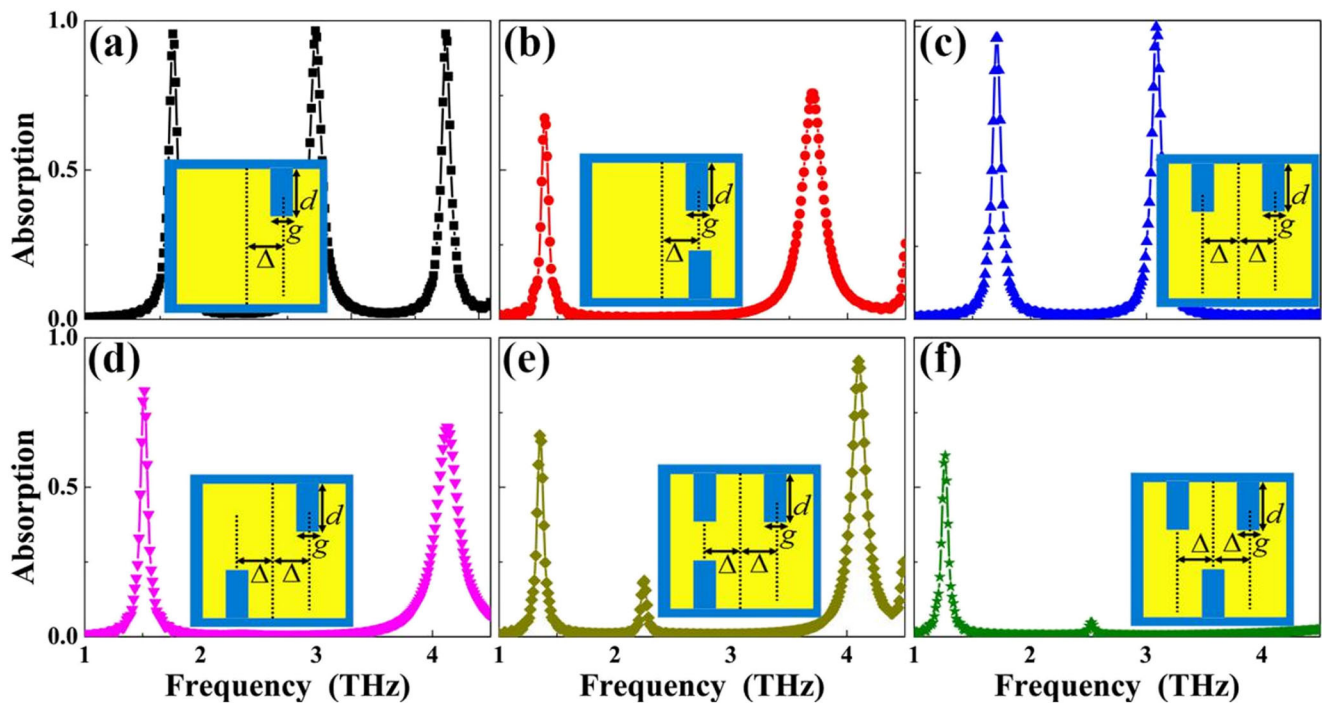 (a) (b) (c)
1.0
0.5
0.0
Absorption
d
g
Δ
d
g
Δ
d
g
Δ Δ
(d) (e) (f)
1.0
0.5
0.0
Absorption
d
g
Δ Δ
d
g
Δ Δ
d
g
Δ Δ
1 2 3 4 1 2 3 4 1 2 3 4
Frequency (THz) Frequency (THz) Frequency (THz)